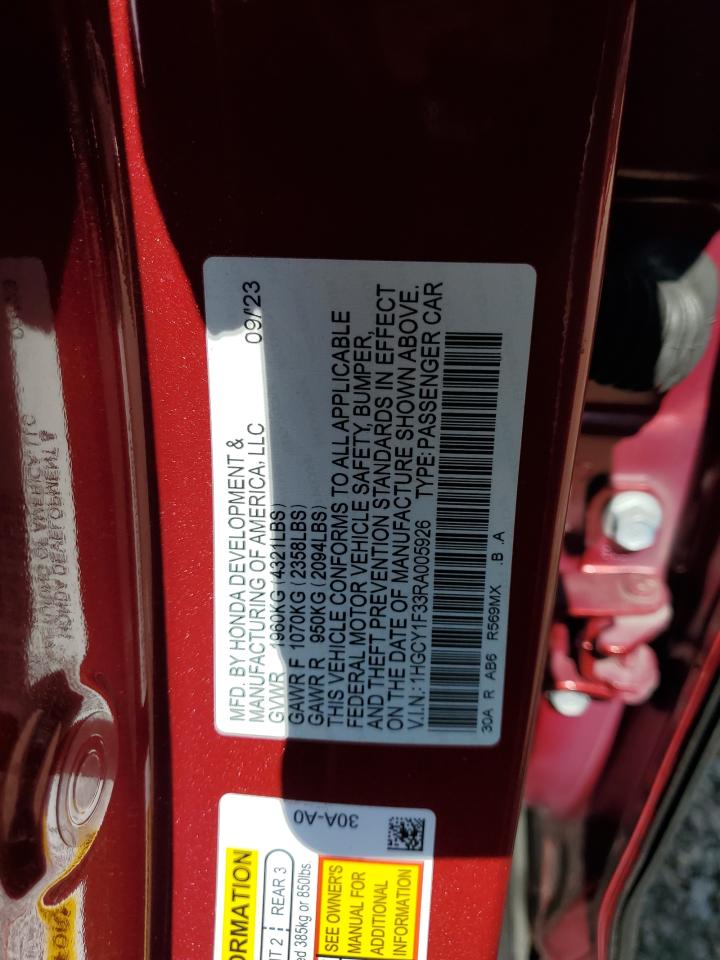 MFD. BY HONDA DEVELOPMENT &
MANUFACTURING OF AMERICA, LLC 09/'23
GVWR 1960KG (4321LBS)
GAWR F 1070KG (2358LBS)
GAWR R 950KG (2094LBS)
THIS VEHICLE CONFORMS TO ALL APPLICABLE
FEDERAL MOTOR VEHICLE SAFETY, BUMPER,
AND THEFT PREVENTION STANDARDS IN EFFECT
ON THE DATE OF MANUFACTURE SHOWN ABOVE.
V.I.N.: 1HGCY1F33RA005926 TYPE: PASSENGER CAR
30A R AB6 R569MX .B .A
30A-A0
REAR 3
385kg or 850lbs
SEE OWNER'S
MANUAL FOR
ADDITIONAL
INFORMATION